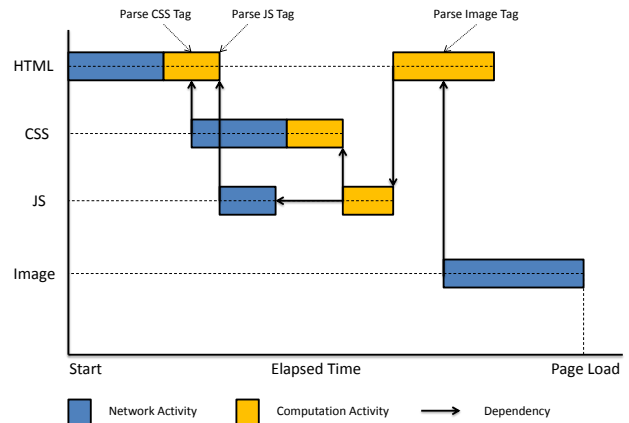 Parse CSS Tag
Parse JS Tag
Parse Image Tag
HTML
CSS
JS
Image
Start
Elapsed Time
Page Load
Network Activity
Computation Activity
Dependency